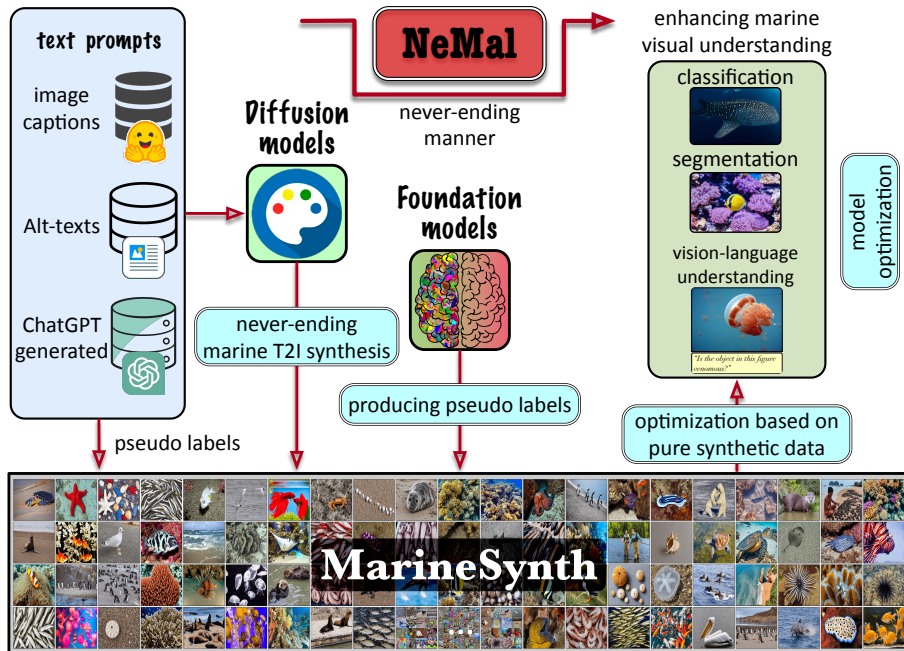 text prompts
image
captions
Alt-texts
ChatGPT
generated
pseudo labels
Diffusion
models
never-ending
marine T2I synthesis
NeMal
never-ending
manner
Foundation
models
producing pseudo labels
enhancing marine
visual understanding
classification
segmentation
vision-language
understanding
"Is the object in this figure
venomous?"
model
optimization
optimization based on
pure synthetic data
MarineSynth